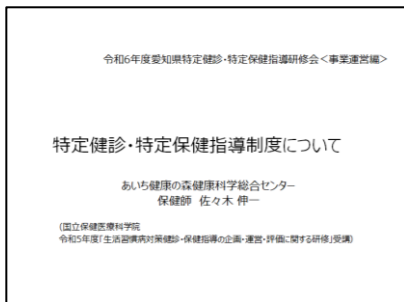 令和6年度愛知県特定健診・特定保健指導研修会<事業運営編>
特定健診・特定保健指導制度について
あいち健康の森健康科学総合センター
保健師 佐々木 伸一
(国立保健医療科学院
令和5年度「生活習慣病対策健診・保健指導の企画・運営・評価に関する研修」受講)